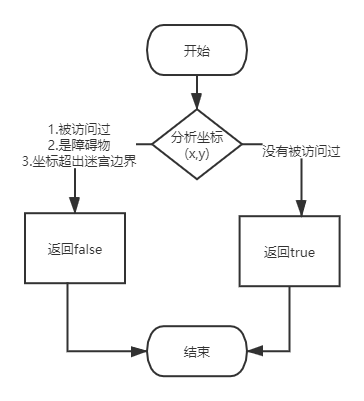 开始
分析坐标
(x,y)
1.被访问过
2.是障碍物
3.坐标超出迷宫边界
没有被访问过
返回false
返回true
结束